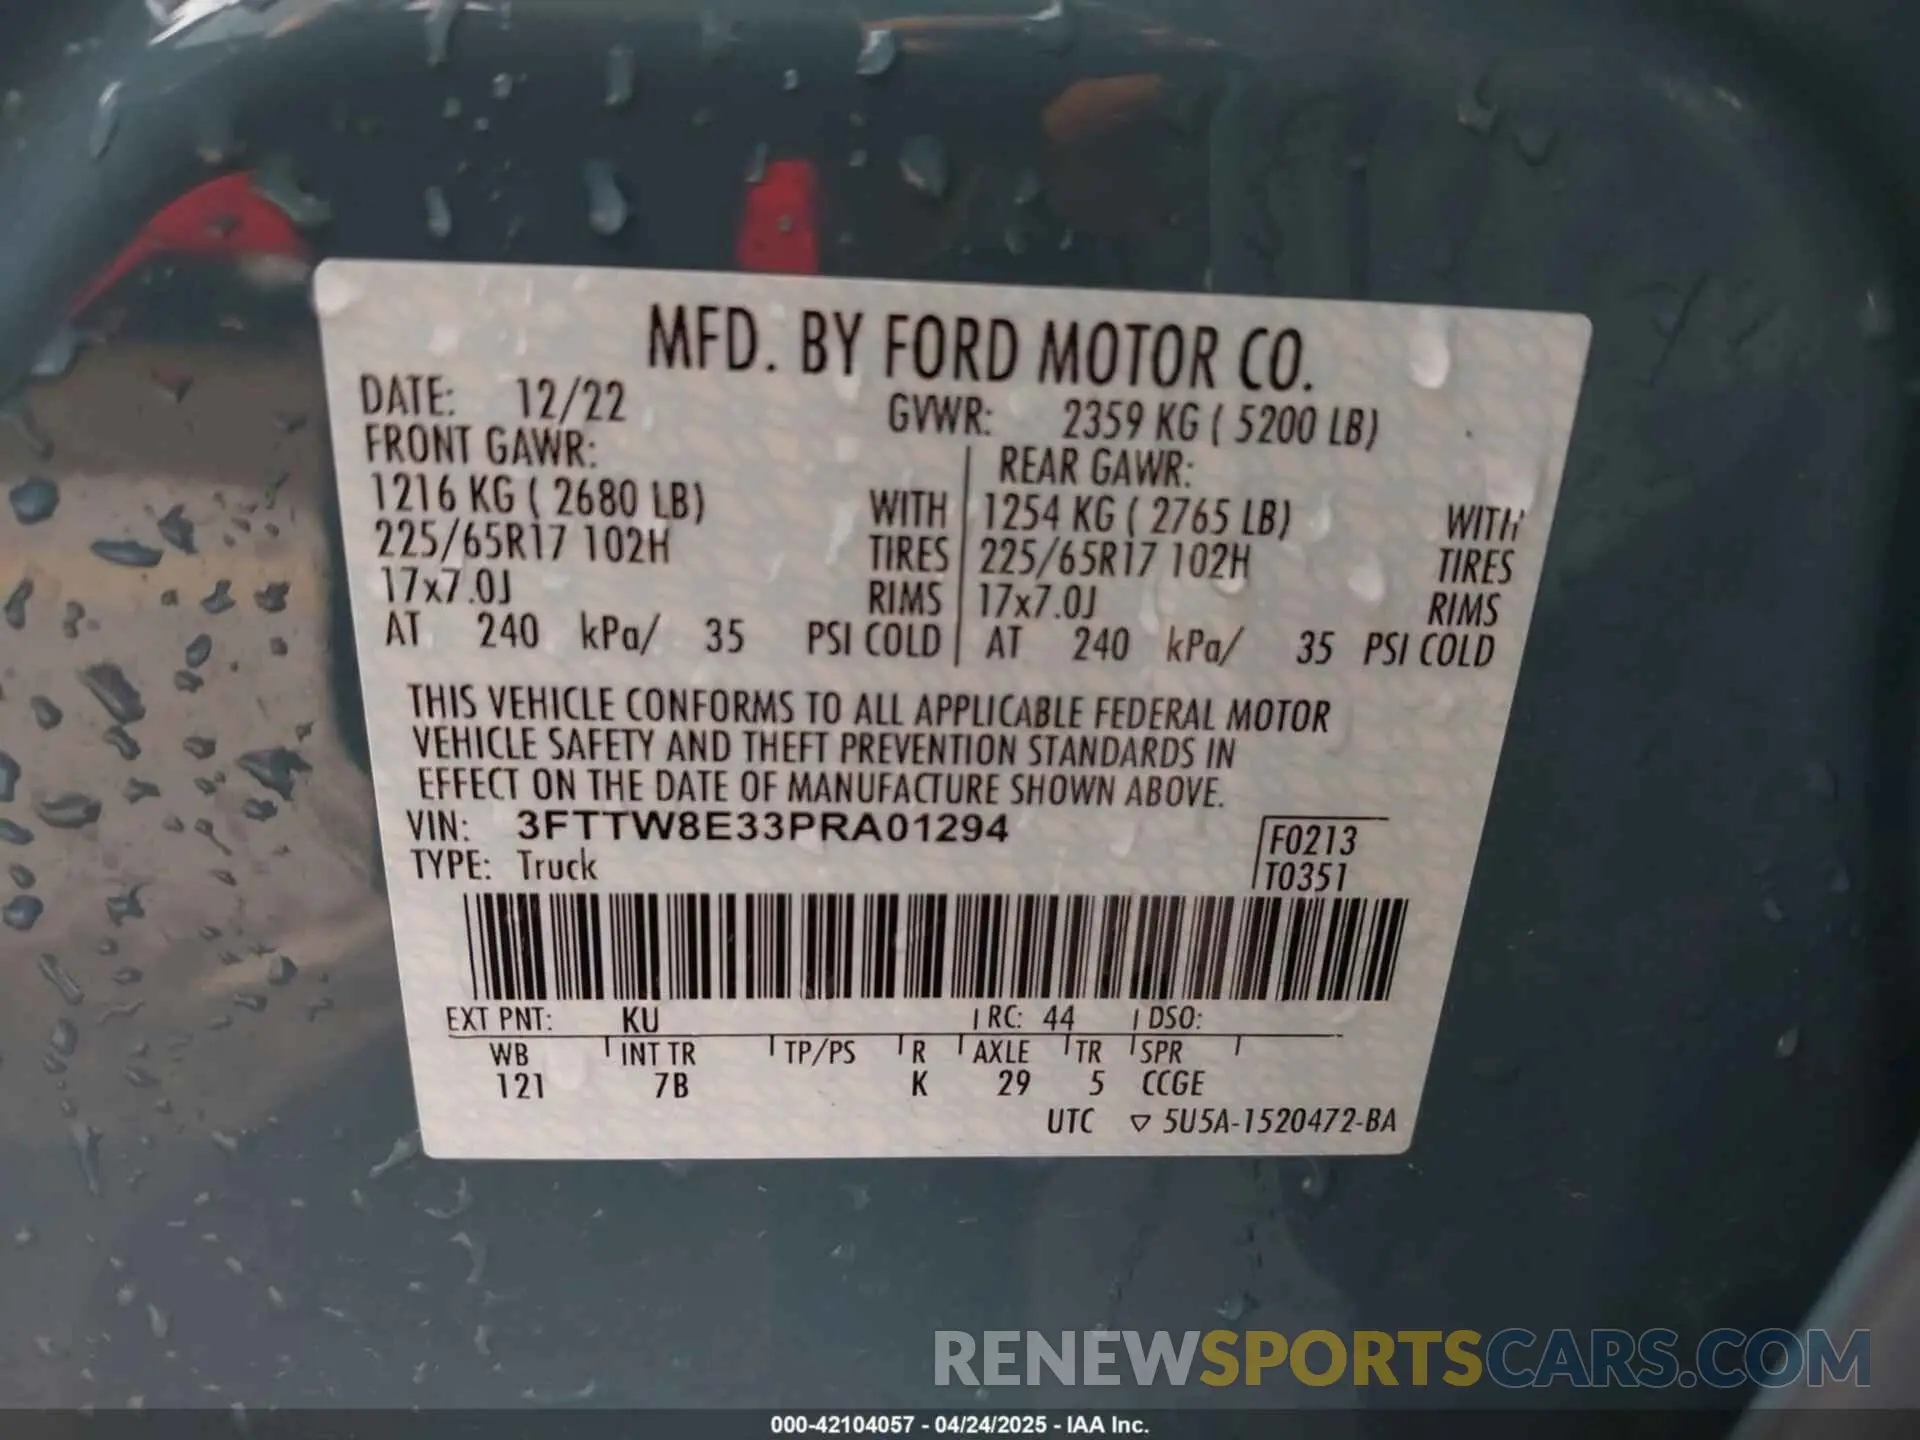 MFD. BY FORD MOTOR CO.
DATE: 12/22 GVWR: 2359 KG ( 5200 LB)
FRONT GAWR: REAR GAWR:
1216 KG ( 2680 LB) WITH 1254 KG ( 2765 LB) WITH
225/65R17 102H TIRES 225/65R17 102H TIRES
17x7.0J RIMS 17x7.0J RIMS
AT 240 kPa/ 35 PSI COLD AT 240 kPa/ 35 PSI COLD
THIS VEHICLE CONFORMS TO ALL APPLICABLE FEDERAL MOTOR
VEHICLE SAFETY AND THEFT PREVENTION STANDARDS IN
EFFECT ON THE DATE OF MANUFACTURE SHOWN ABOVE.
VIN: 3FTTW8E33PRA01294 F0213
TYPE: Truck T0351
EXT PNT: KU RC: 44 DSO:
WB INT TR TP/PS R AXLE TR SPR
121 7B K 29 5 CCGE
UTC ▽ 5U5A-1520472-BA
RENEWSPORTSCARS.COM
000-42104057 - 04/24/2025 - IAA Inc.